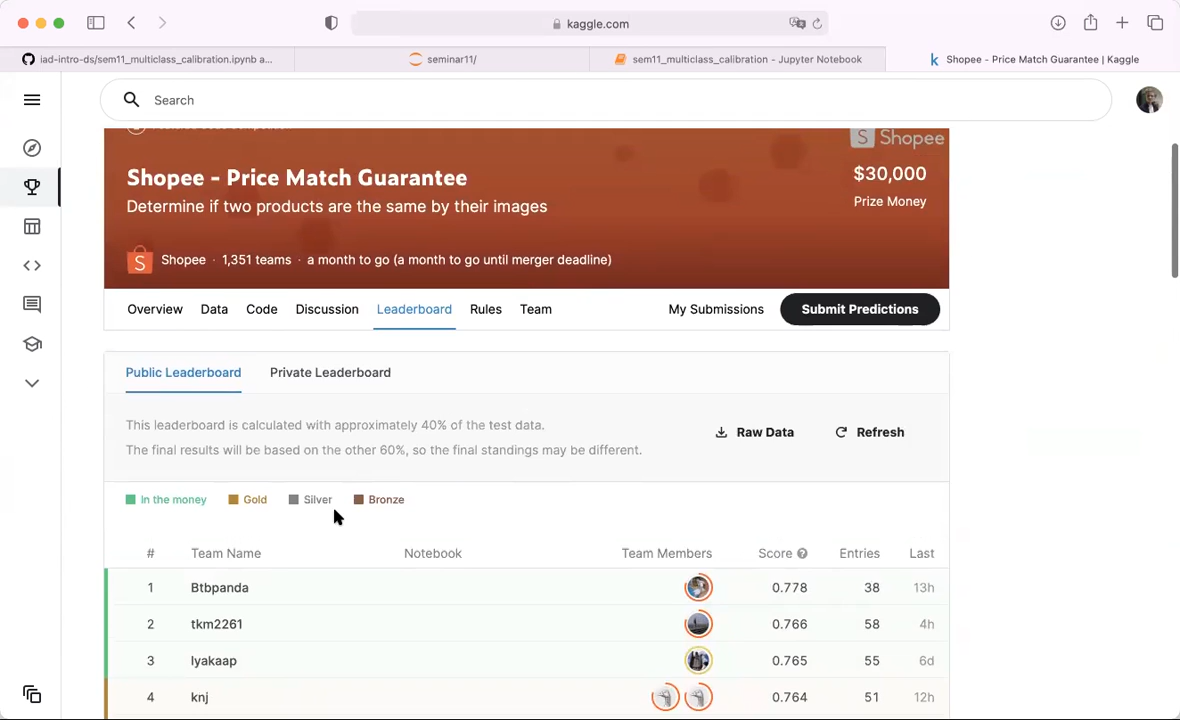 kaggle.com
iad-intro-ds/sem11_multiclass_calibration.ipynb a...
seminar11/
sem11_multiclass_calibration - Jupyter Notebook
Shopee - Price Match Guarantee | Kaggle
Search
Shopee
Shopee - Price Match Guarantee
$30,000
Determine if two products are the same by their images
Prize Money
Shopee · 1,351 teams · a month to go (a month to go until merger deadline)
Overview Data Code Discussion Leaderboard Rules Team My Submissions Submit Predictions
Public Leaderboard Private Leaderboard
This leaderboard is calculated with approximately 40% of the test data.
The final results will be based on the other 60%, so the final standings may be different.
Raw Data Refresh
In the money Gold Silver Bronze
# Team Name Notebook Team Members Score Entries Last
1 Btbpanda 0.778 38 13h
2 tkm2261 0.766 58 4h
3 lyakaap 0.765 55 6d
4 knj 0.764 51 12h